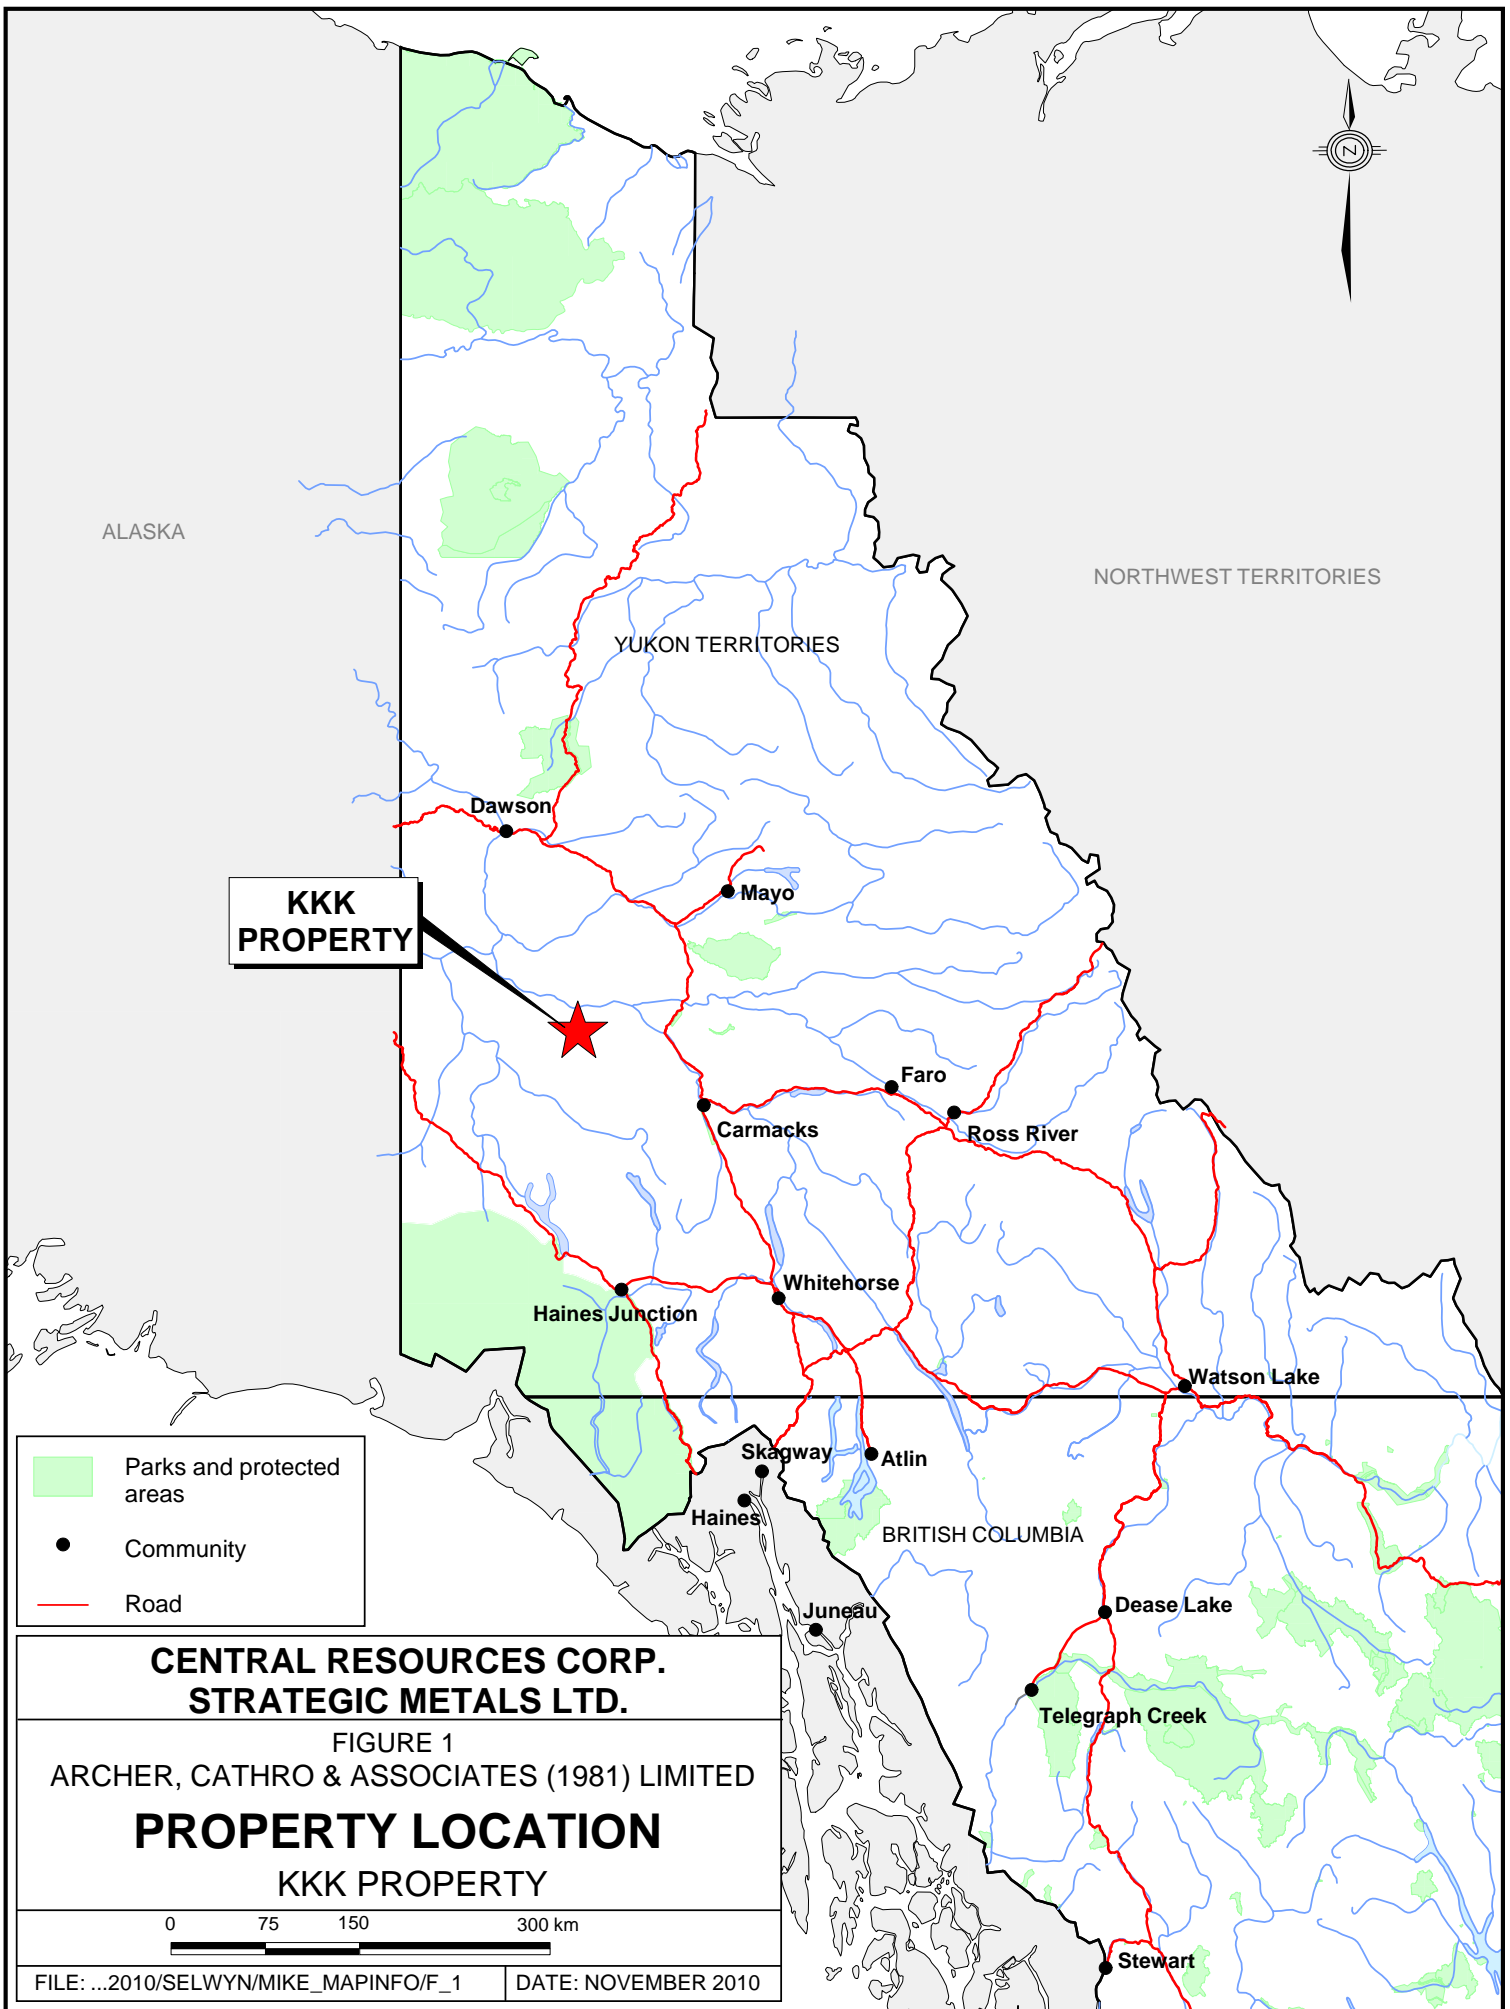 N
ALASKA
NORTHWEST TERRITORIES
YUKON TERRITORIES
Dawson
Mayo
KKK
PROPERTY
Faro
Ross River
Carmacks
Whitehorse
Haines Junction
Watson Lake
Skagway
Atlin
Haines
BRITISH COLUMBIA
Juneau
Dease Lake
Telegraph Creek
Stewart
Parks and protected
areas
Community
Road
CENTRAL RESOURCES CORP.
STRATEGIC METALS LTD.
FIGURE 1
ARCHER, CATHRO & ASSOCIATES (1981) LIMITED
PROPERTY LOCATION
KKK PROPERTY
0 75 150 300 km
FILE: ...2010/SELWYN/MIKE_MAPINFO/F_1 DATE: NOVEMBER 2010